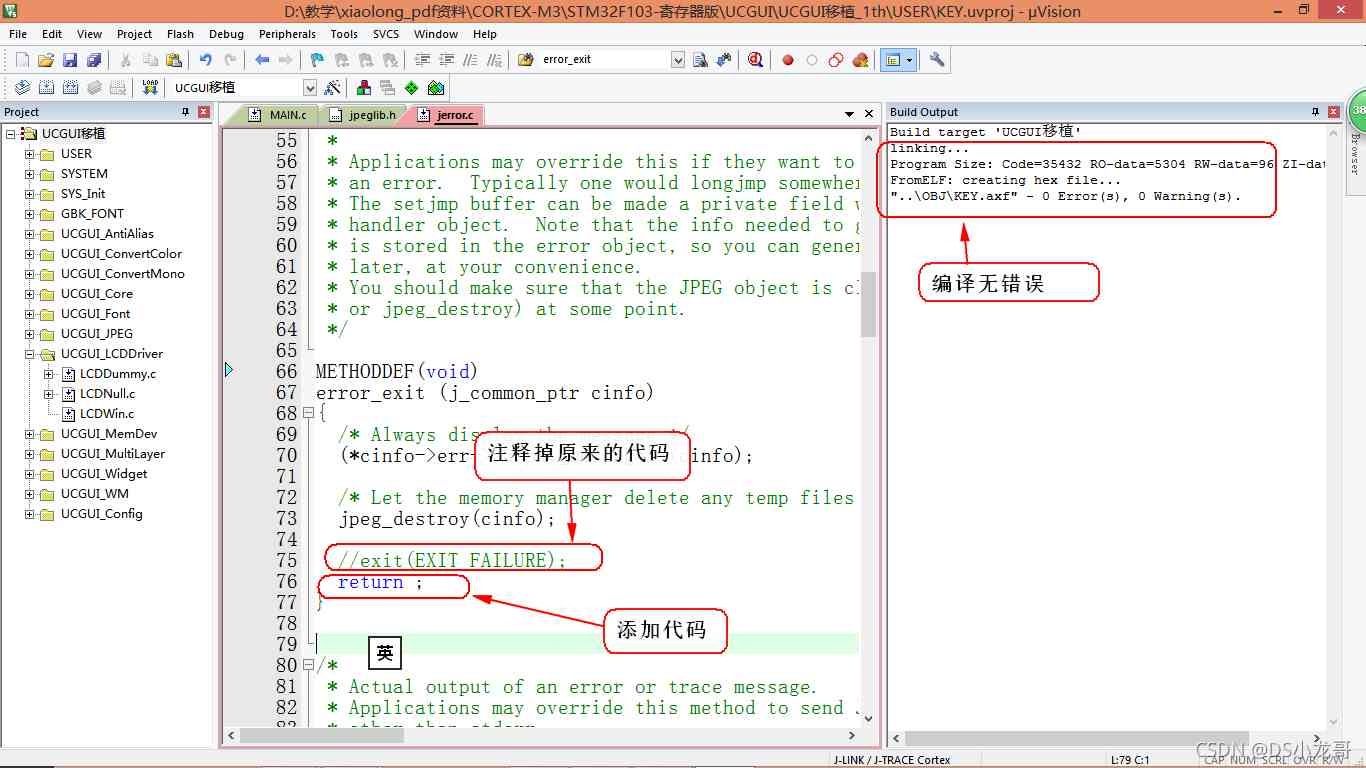 D:\教学\xiaolong_pdf资料\CORTEX-M3\STM32F103-寄存器版\UCGUI\UCGUI移植_1th\USER\KEY.uvproj - µVision
File Edit View Project Flash Debug Peripherals Tools SVCS Window Help
error_exit
LOAD UCGUI移植
Project
UCGUI移植
USER
SYSTEM
SYS_Init
GBK_FONT
UCGUI_AntiAlias
UCGUI_ConvertColor
UCGUI_ConvertMono
UCGUI_Core
UCGUI_Font
UCGUI_JPEG
UCGUI_LCDDriver
LCDDummy.c
LCDNull.c
LCDWin.c
UCGUI_MemDev
UCGUI_MultiLayer
UCGUI_Widget
UCGUI_WM
UCGUI_Config
MAIN.c jpeglib.h jerror.c
55 *
56 * Applications may override this if they want to
57 * an error. Typically one would longjmp somewher
58 * The setjmp buffer can be made a private field
59 * handler object. Note that the info needed to
60 * is stored in the error object, so you can gener
61 * later, at your convenience.
62 * You should make sure that the JPEG object is cl
63 * or jpeg_destroy) at some point.
64 */
65
66 METHODDEF(void)
67 error_exit (j_common_ptr cinfo)
68 {
69 /* Always
70 (*cinfo->err info);
注释掉原来的代码
71
72 /* Let the memory manager delete any temp files
73 jpeg_destroy(cinfo);
74
75 //exit(EXIT_FAILURE);
76 return ;
77 }
78
添加代码
79
英
80 /*
81 * Actual output of an error or trace message.
82 * Applications may override this method to send
Build Output
Build target 'UCGUI移植'
linking...
Program Size: Code=35432 RO-data=5304 RW-data=96 ZI-dat
FromELF: creating hex file...
"..\OBJ\KEY.axf" - 0 Error(s), 0 Warning(s).
编译无错误
38
Browser
J-LINK / J-TRACE Cortex L:79 C:1 CAP NUM SCRL OVR R/W
CSDN @DS小龙哥